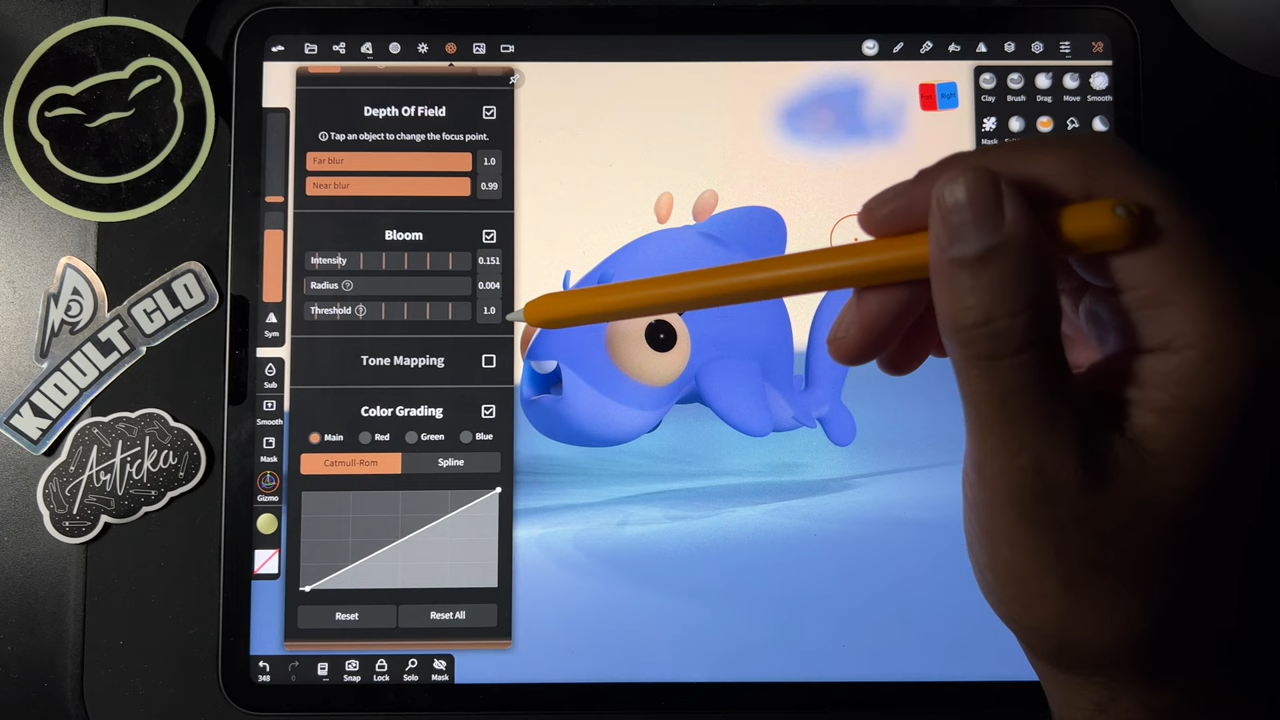 KIDULT CLO
Articka
Depth Of Field
Tap an object to change the focus point.
Far blur 1.0
Near blur 0.99
Bloom
Intensity 0.151
Radius ? 0.004
Threshold ? 1.0
Tone Mapping
Color Grading
Main Red Green Blue
Catmull-Rom Spline
Reset Reset All
Sym
Sub
Smooth
Mask
Gizmo
348 0 ... Snap Lock Solo Mask
Right
Clay Brush Drag Move Smooth
Mask